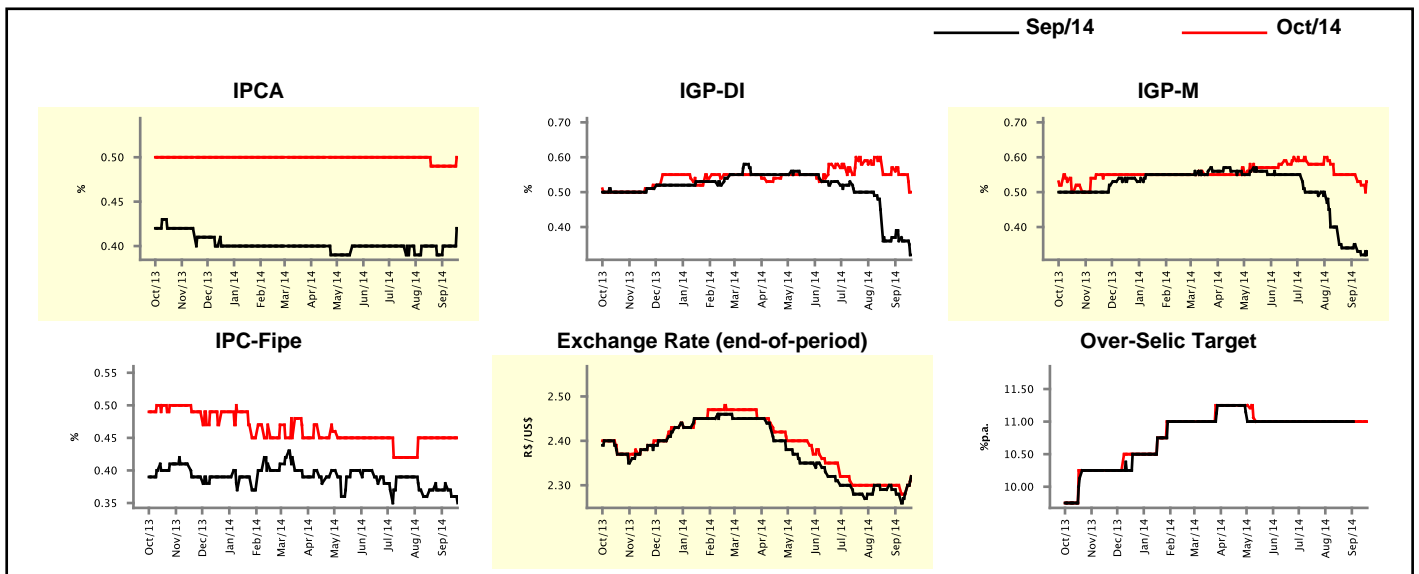 Sep/14 Oct/14
IPCA
%
0.50
0.45
0.40
Oct/13 Nov/13 Dec/13 Jan/14 Feb/14 Mar/14 Apr/14 May/14 Jun/14 Jul/14 Aug/14 Sep/14
IGP-DI
%
0.70
0.60
0.50
0.40
Oct/13 Nov/13 Dec/13 Jan/14 Feb/14 Mar/14 Apr/14 May/14 Jun/14 Jul/14 Aug/14 Sep/14
IGP-M
%
0.70
0.60
0.50
0.40
Oct/13 Nov/13 Dec/13 Jan/14 Feb/14 Mar/14 Apr/14 May/14 Jun/14 Jul/14 Aug/14 Sep/14
IPC-Fipe
%
0.55
0.50
0.45
0.40
0.35
Oct/13 Nov/13 Dec/13 Jan/14 Feb/14 Mar/14 Apr/14 May/14 Jun/14 Jul/14 Aug/14 Sep/14
Exchange Rate (end-of-period)
R$/US$
2.50
2.40
2.30
Oct/13 Nov/13 Dec/13 Jan/14 Feb/14 Mar/14 Apr/14 May/14 Jun/14 Jul/14 Aug/14 Sep/14
Over-Selic Target
%p.a.
11.50
11.00
10.50
10.00
Oct/13 Nov/13 Dec/13 Jan/14 Feb/14 Mar/14 Apr/14 May/14 Jun/14 Jul/14 Aug/14 Sep/14